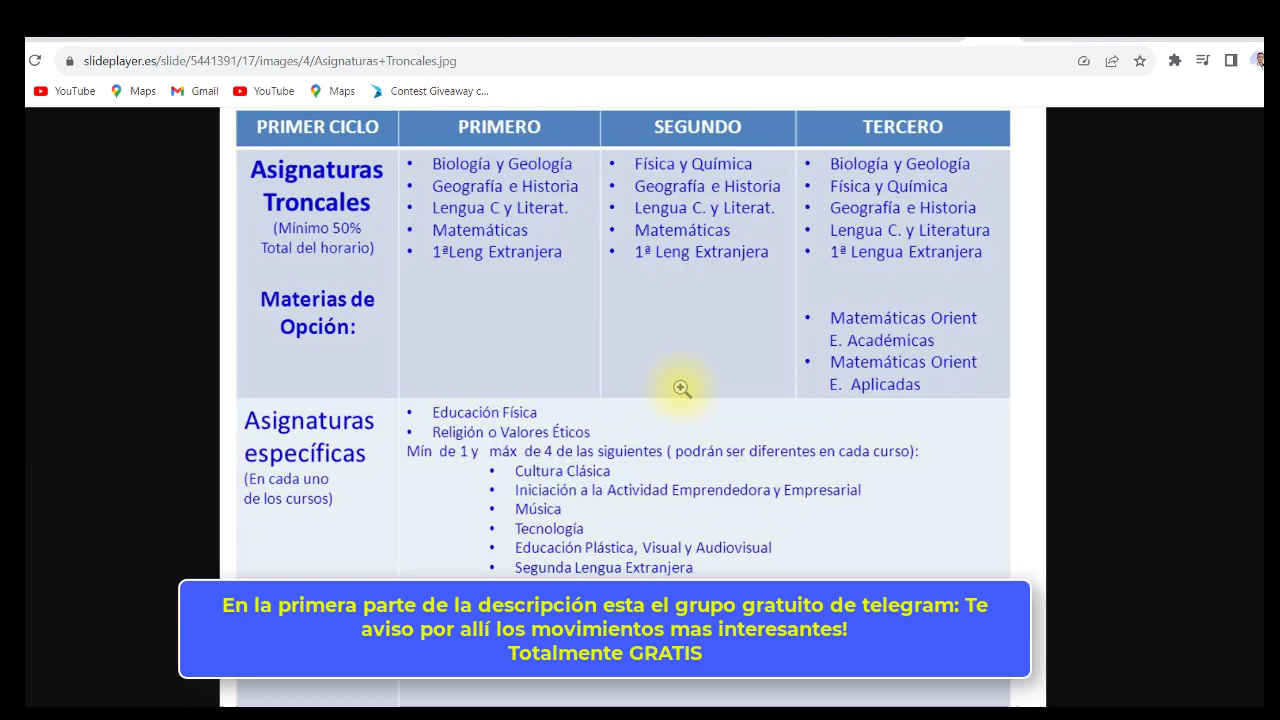 slideplayer.es/slide/5441391/17/images/4/Asignaturas+Troncales.jpg
YouTube Maps Gmail YouTube Maps Contest Giveaway c...
PRIMER CICLO PRIMERO SEGUNDO TERCERO
Asignaturas
Troncales
(Mínimo 50%
Total del horario)
Materias de
Opción:
• Biología y Geología
• Geografía e Historia
• Lengua C y Literat.
• Matemáticas
• 1ªLeng Extranjera
• Física y Química
• Geografía e Historia
• Lengua C. y Literat.
• Matemáticas
• 1ª Leng Extranjera
• Biología y Geología
• Física y Química
• Geografía e Historia
• Lengua C. y Literatura
• 1ª Lengua Extranjera
• Matemáticas Orient
E. Académicas
• Matemáticas Orient
E. Aplicadas
Asignaturas
específicas
(En cada uno
de los cursos)
• Educación Física
• Religión o Valores Éticos
Mín de 1 y máx de 4 de las siguientes ( podrán ser diferentes en cada curso):
• Cultura Clásica
• Iniciación a la Actividad Emprendedora y Empresarial
• Música
• Tecnología
• Educación Plástica, Visual y Audiovisual
• Segunda Lengua Extranjera
En la primera parte de la descripción esta el grupo gratuito de telegram: Te
aviso por allí los movimientos mas interesantes!
Totalmente GRATIS